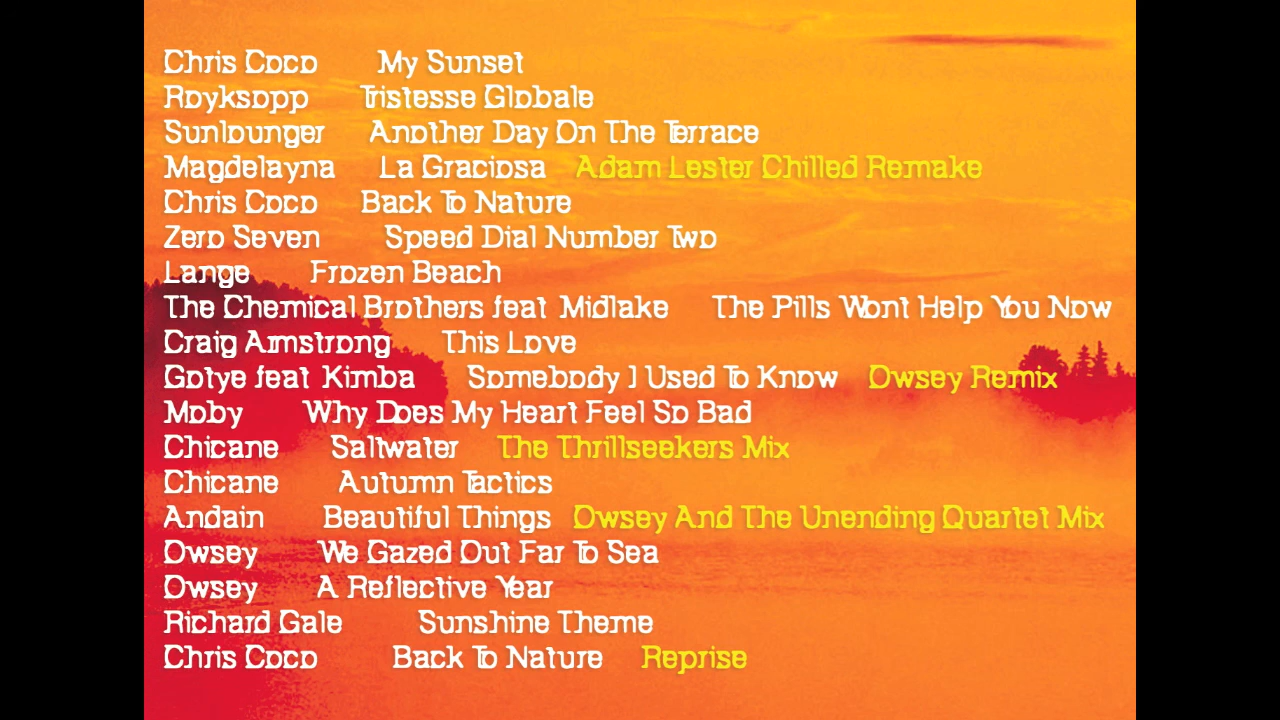 Chris Coco My Sunset
Royksopp Tristesse Globale
Sunlounger Another Day On The Terrace
Magdelayna La Graciosa Adam Lester Chilled Remake
Chris Coco Back To Nature
Zero Seven Speed Dial Number Two
Lange Frozen Beach
The Chemical Brothers feat Midlake The Pills Wont Help You Now
Craig Armstrong This Love
Gotye feat Kimba Somebody I Used To Know Owsey Remix
Moby Why Does My Heart Feel So Bad
Chicane Saltwater The Thrillseekers Mix
Chicane Autumn Tactics
Andain Beautiful Things Owsey And The Unending Quartet Mix
Owsey We Gazed Out Far To Sea
Owsey A Reflective Year
Richard Gale Sunshine Theme
Chris Coco Back To Nature Reprise